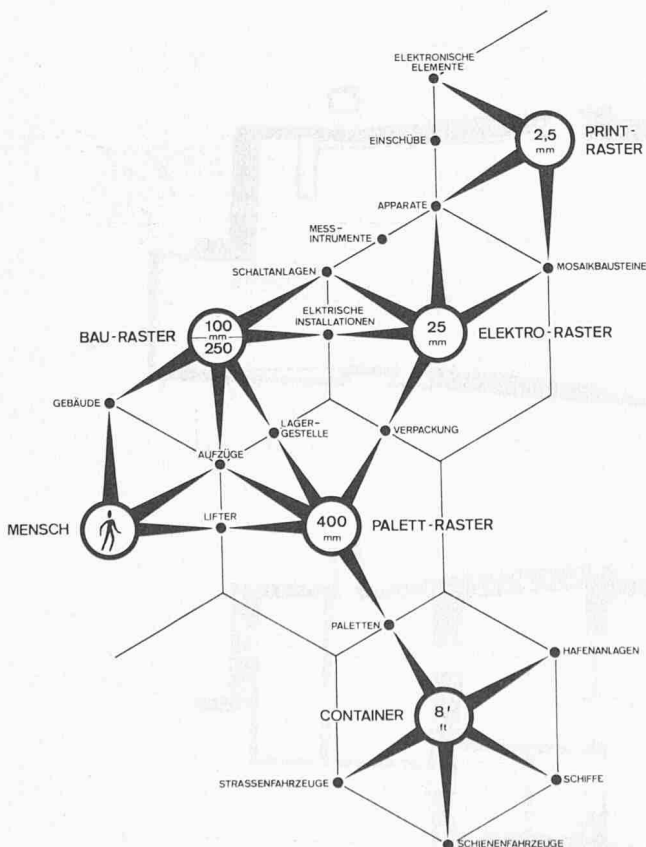 ELEKTRONISCHE
ELEMENTE
2,5
mm
PRINT-
RASTER
EINSCHÜBE
APPARATE
MESS-
INTRUMENTE
SCHALTANLAGEN
MOSAIKBAUSTEINE
BAU-RASTER
100
mm
250
ELKTRISCHE
INSTALLATIONEN
25
mm
ELEKTRO-RASTER
GEBÄUDE
LAGER-
GESTELLE
VERPACKUNG
AUFZÜGE
MENSCH
LIFTER
400
mm
PALETT-RASTER
PALETTEN
HAFENANLAGEN
CONTAINER
8'
ft
STRASSENFAHRZEUGE
SCHIFFE
SCHIENENFAHRZEUGE